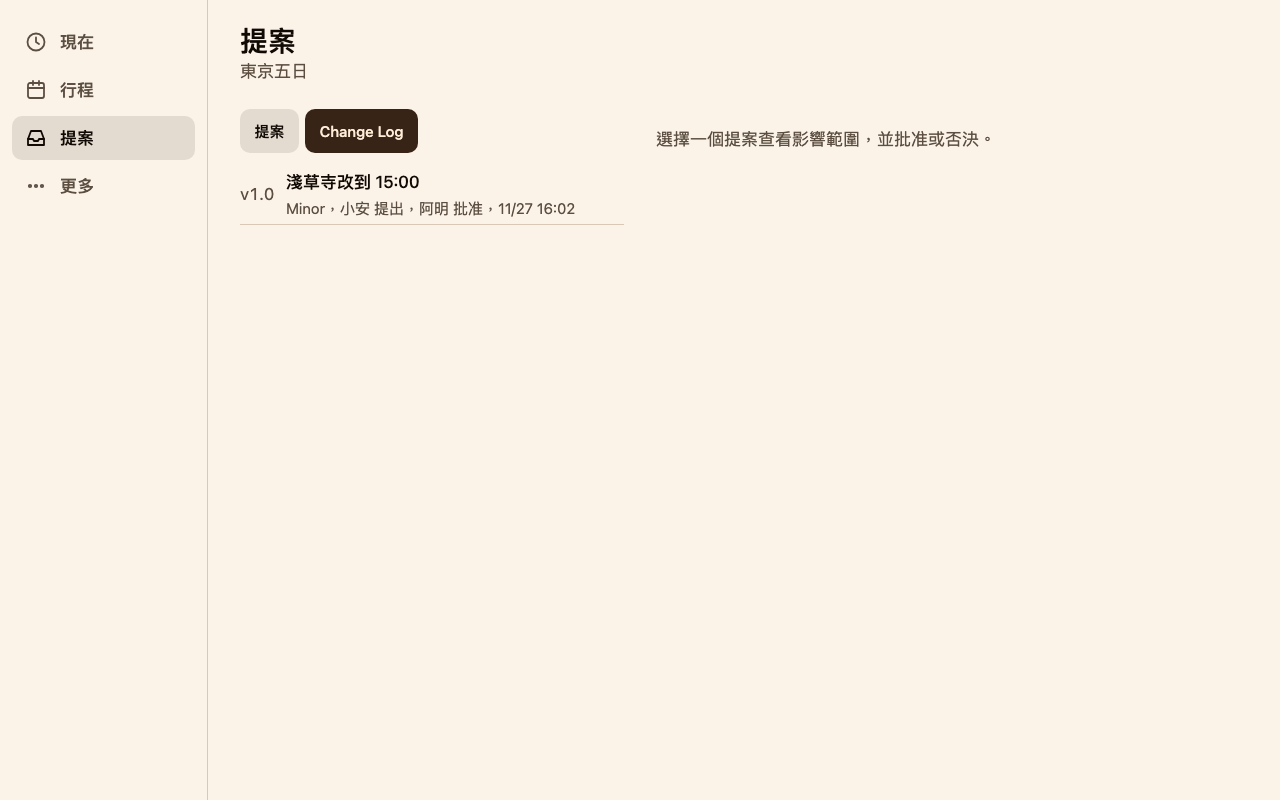 現在
行程
提案
更多
提案
東京五日
提案
Change Log
v1.0
淺草寺改到 15:00
Minor，小安 提出，阿明 批准，11/27 16:02
選擇一個提案查看影響範圍，並批准或否決。